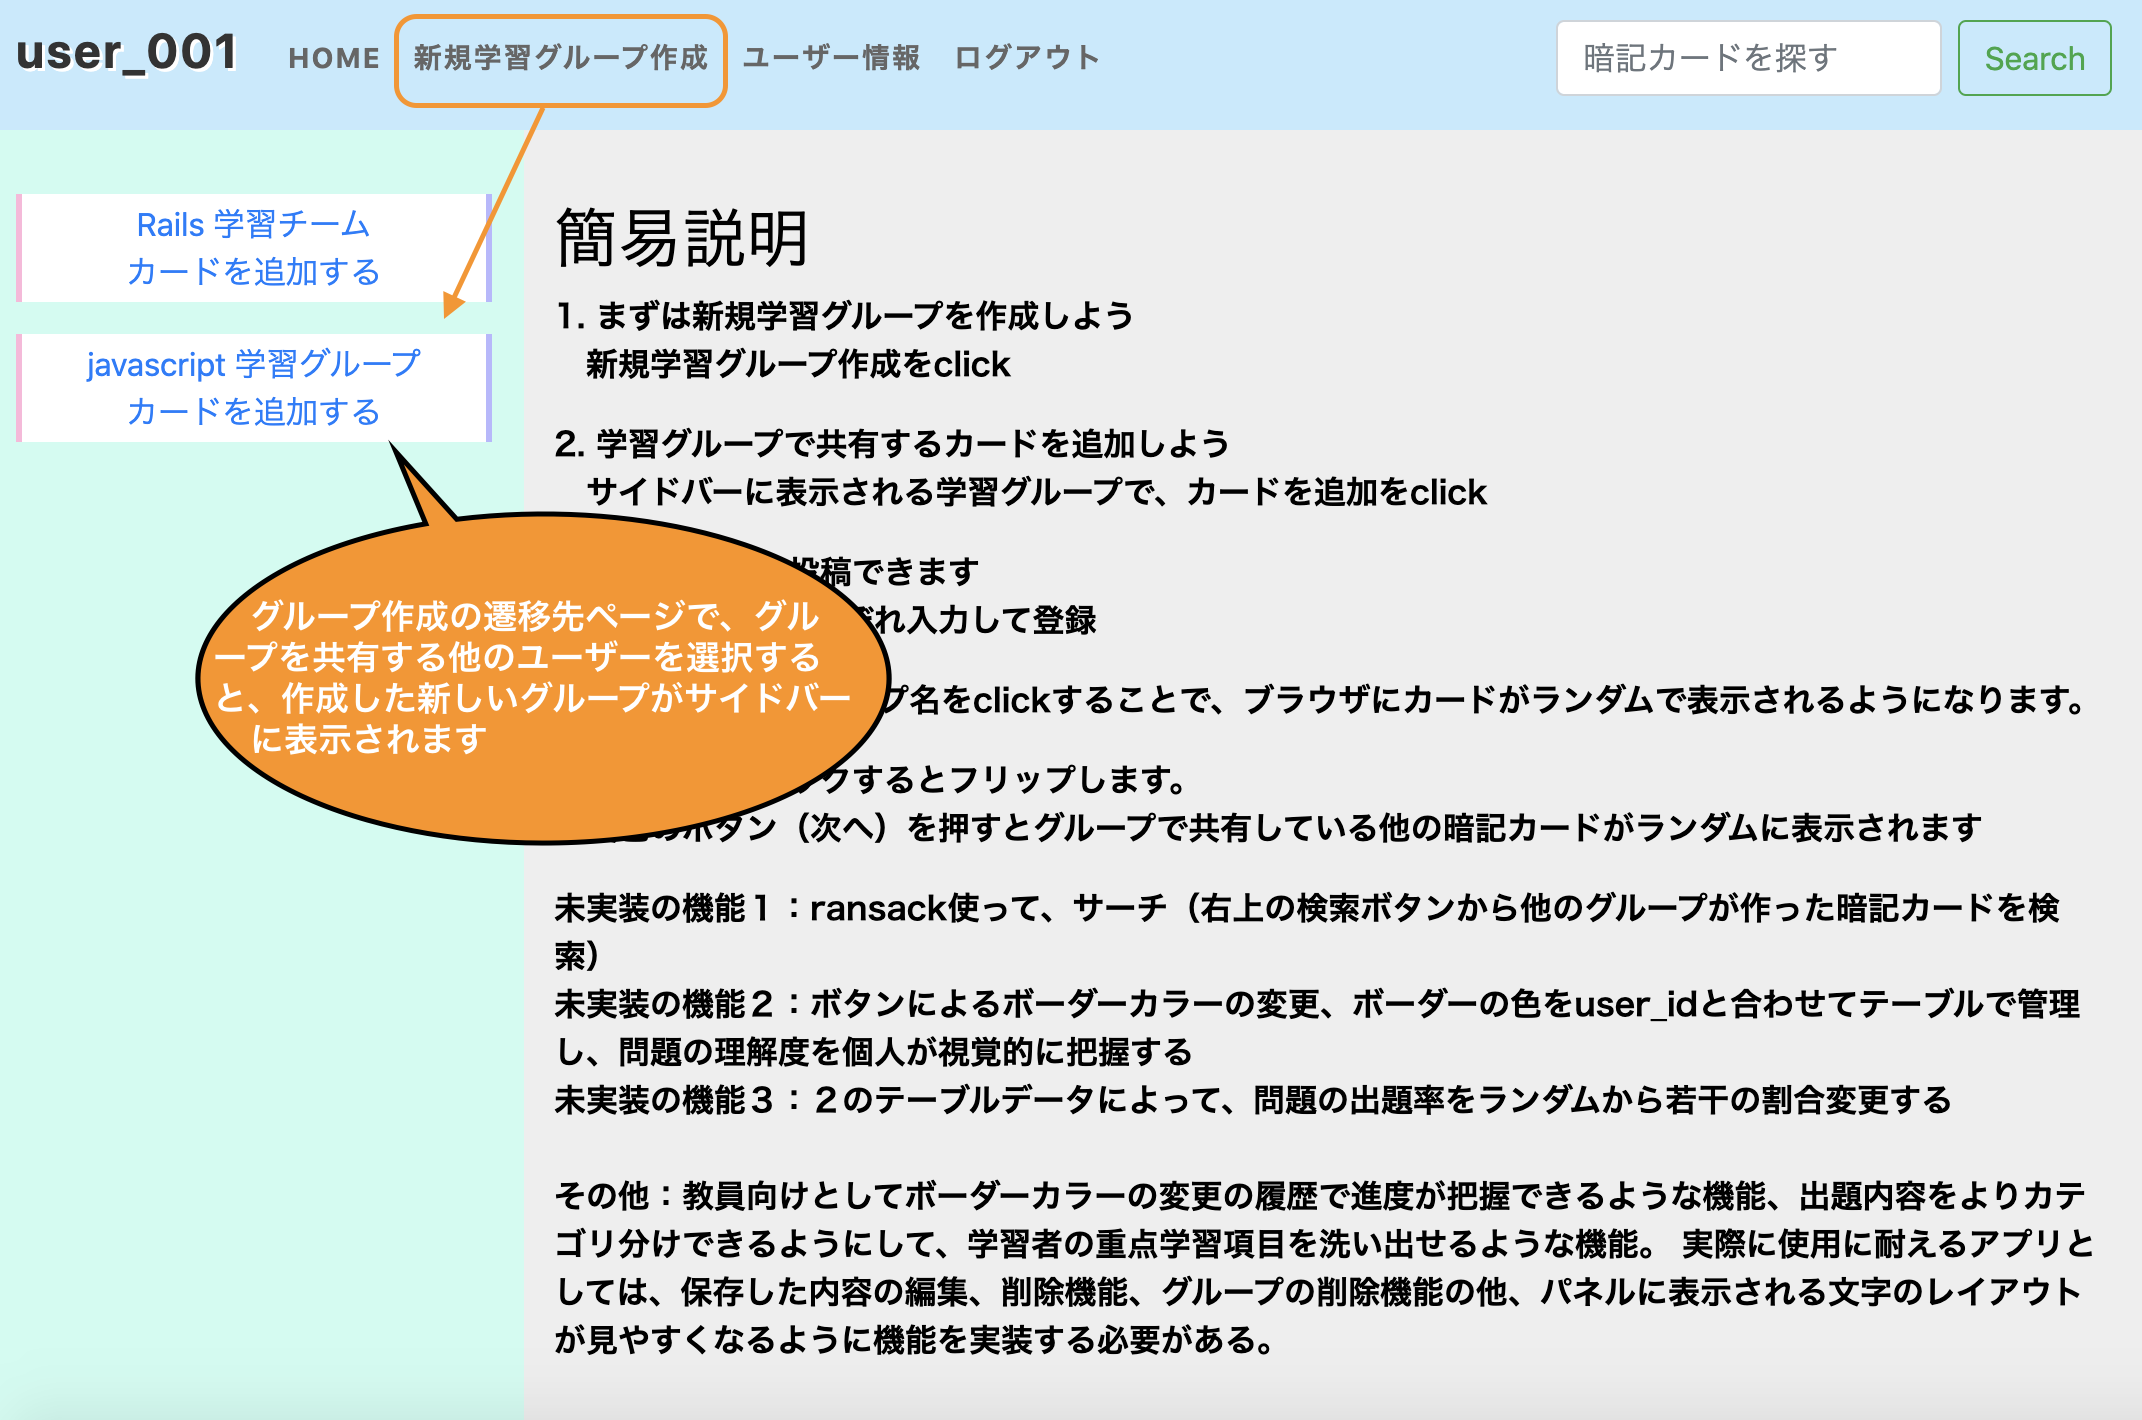 user_001 HOME 新規学習グループ作成 ユーザー情報 ログアウト 暗記カードを探す Search
Rails 学習チーム
カードを追加する
javascript 学習グループ
カードを追加する
グループ作成の遷移先ページで、グル
ープを共有する他のユーザーを選択する
と、作成した新しいグループがサイドバー
に表示されます
簡易説明
1. まずは新規学習グループを作成しよう
新規学習グループ作成をclick
2. 学習グループで共有するカードを追加しよう
サイドバーに表示される学習グループで、カードを追加をclick
投稿できます
れ入力して登録
プ名をclickすることで、ブラウザにカードがランダムで表示されるようになります。
クするとフリップします。
ボタン（次へ）を押すとグループで共有している他の暗記カードがランダムに表示されます
未実装の機能１：ransack使って、サーチ（右上の検索ボタンから他のグループが作った暗記カードを検
索）
未実装の機能２：ボタンによるボーダーカラーの変更、ボーダーの色をuser_idと合わせてテーブルで管理
し、問題の理解度を個人が視覚的に把握する
未実装の機能３：２のテーブルデータによって、問題の出題率をランダムから若干の割合変更する
その他：教員向けとしてボーダーカラーの変更の履歴で進度が把握できるような機能、出題内容をよりカテ
ゴリ分けできるようにして、学習者の重点学習項目を洗い出せるような機能。 実際に使用に耐えるアプリと
しては、保存した内容の編集、削除機能、グループの削除機能の他、パネルに表示される文字のレイアウト
が見やすくなるように機能を実装する必要がある。